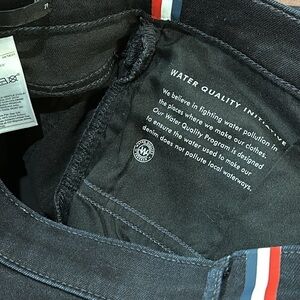 WATER QUALITY INITIATIVE
We believe in fighting water pollution in
the places where we make our clothes.
Our Water Quality Program is designed
to ensure the water used to make our
denim does not pollute local waterways.